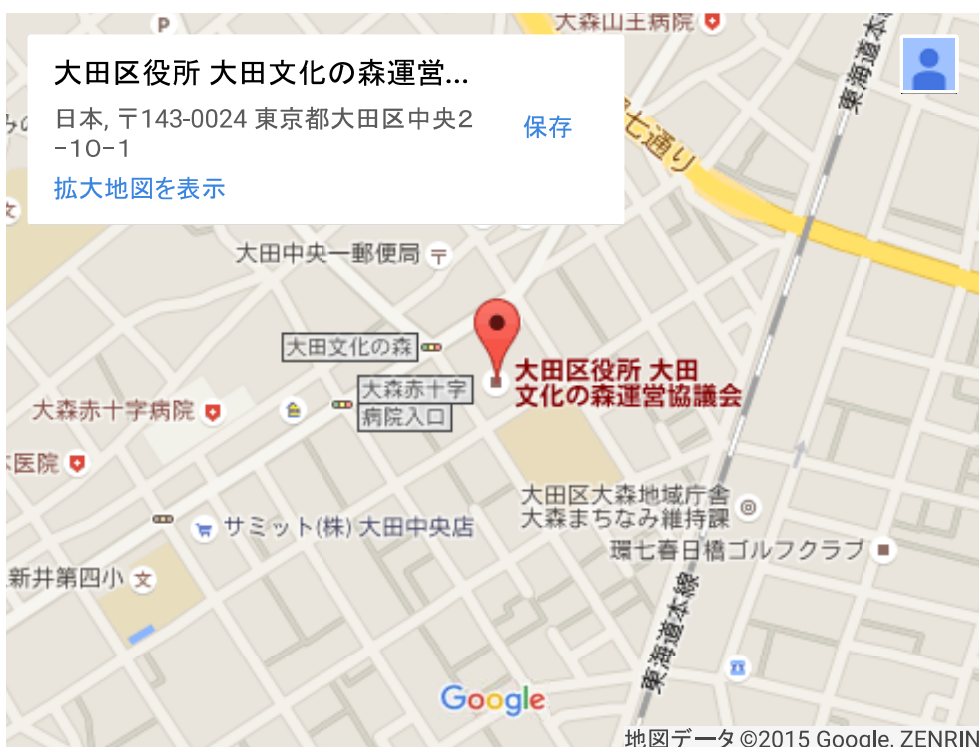 大森山王病院
P
大田区役所 大田文化の森運営...
日本, 〒143-0024 東京都大田区中央2
-10-1
保存
拡大地図を表示
東海道本線
七通り
文
大田中央一郵便局 〒
大田文化の森
大田区役所 大田
文化の森運営協議会
大森赤十字
病院入口
大森赤十字病院
医院
大田区大森地域庁舎
大森まちなみ維持課
サミット(株) 大田中央店
環七春日橋ゴルフクラブ
新井第四小 文
東海道本線
Google
地図データ ©2015 Google, ZENRIN